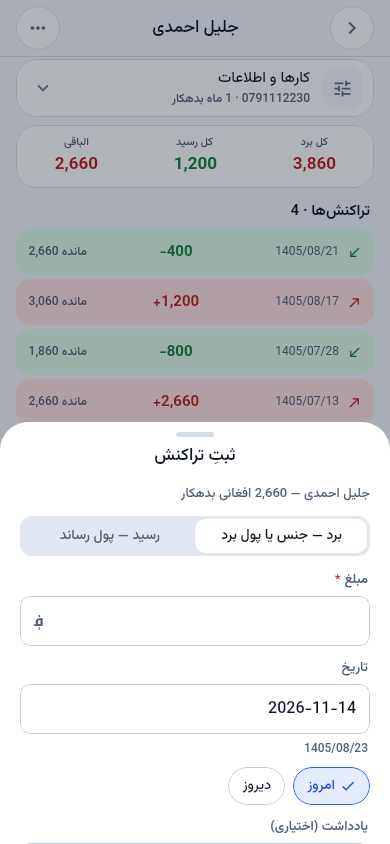 جلیل احمدی
کارها و اطلاعات
0791112230 · 1 ماه بدهکار
کل برد
کل رسید
الباقی
3,860
1,200
2,660
تراکنش‌ها · 4
1405/08/21
-400
مانده 2,660
1405/08/17
+1,200
مانده 3,060
1405/07/28
-800
مانده 1,860
1405/07/13
+2,660
مانده 2,660
ثبتِ تراکنش
جلیل احمدی — 2,660 افغانی بدهکار
برد — جنس یا پول برد
رسید — پول رساند
مبلغ *
؋
تاریخ
2026-11-14
1405/08/23
امروز
دیروز
یادداشت (اختیاری)